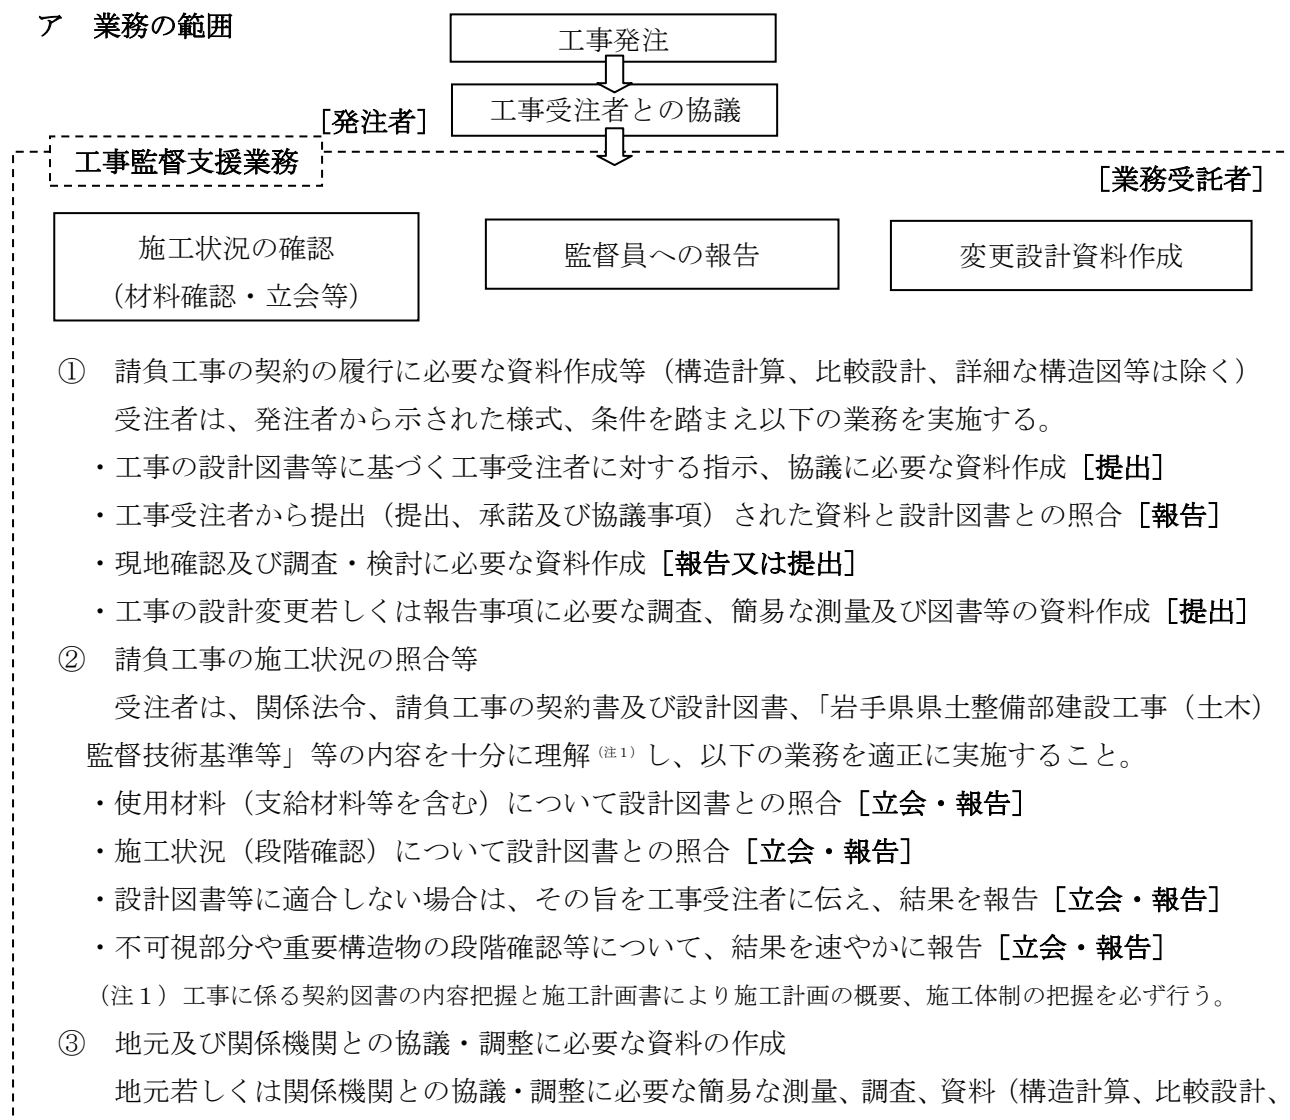 ア　業務の範囲
工事発注
工事受注者との協議
［発注者］
工事監督支援業務
［業務受託者］
施工状況の確認
（材料確認・立会等）
監督員への報告
変更設計資料作成
①　請負工事の契約の履行に必要な資料作成等（構造計算、比較設計、詳細な構造図等は除く）
受注者は、発注者から示された様式、条件を踏まえ以下の業務を実施する。
・工事の設計図書等に基づく工事受注者に対する指示、協議に必要な資料作成［提出］
・工事受注者から提出（提出、承諾及び協議事項）された資料と設計図書との照合［報告］
・現地確認及び調査・検討に必要な資料作成［報告又は提出］
・工事の設計変更若しくは報告事項に必要な調査、簡易な測量及び図書等の資料作成［提出］
②　請負工事の施工状況の照合等
受注者は、関係法令、請負工事の契約書及び設計図書、「岩手県県土整備部建設工事（土木）
監督技術基準等」等の内容を十分に理解（注１）し、以下の業務を適正に実施すること。
・使用材料（支給材料等を含む）について設計図書との照合［立会・報告］
・施工状況（段階確認）について設計図書との照合［立会・報告］
・設計図書等に適合しない場合は、その旨を工事受注者に伝え、結果を報告［立会・報告］
・不可視部分や重要構造物の段階確認等について、結果を速やかに報告［立会・報告］
（注１）工事に係る契約図書の内容把握と施工計画書により施工計画の概要、施工体制の把握を必ず行う。
③　地元及び関係機関との協議・調整に必要な資料の作成
地元若しくは関係機関との協議・調整に必要な簡易な測量、調査、資料（構造計算、比較設計、